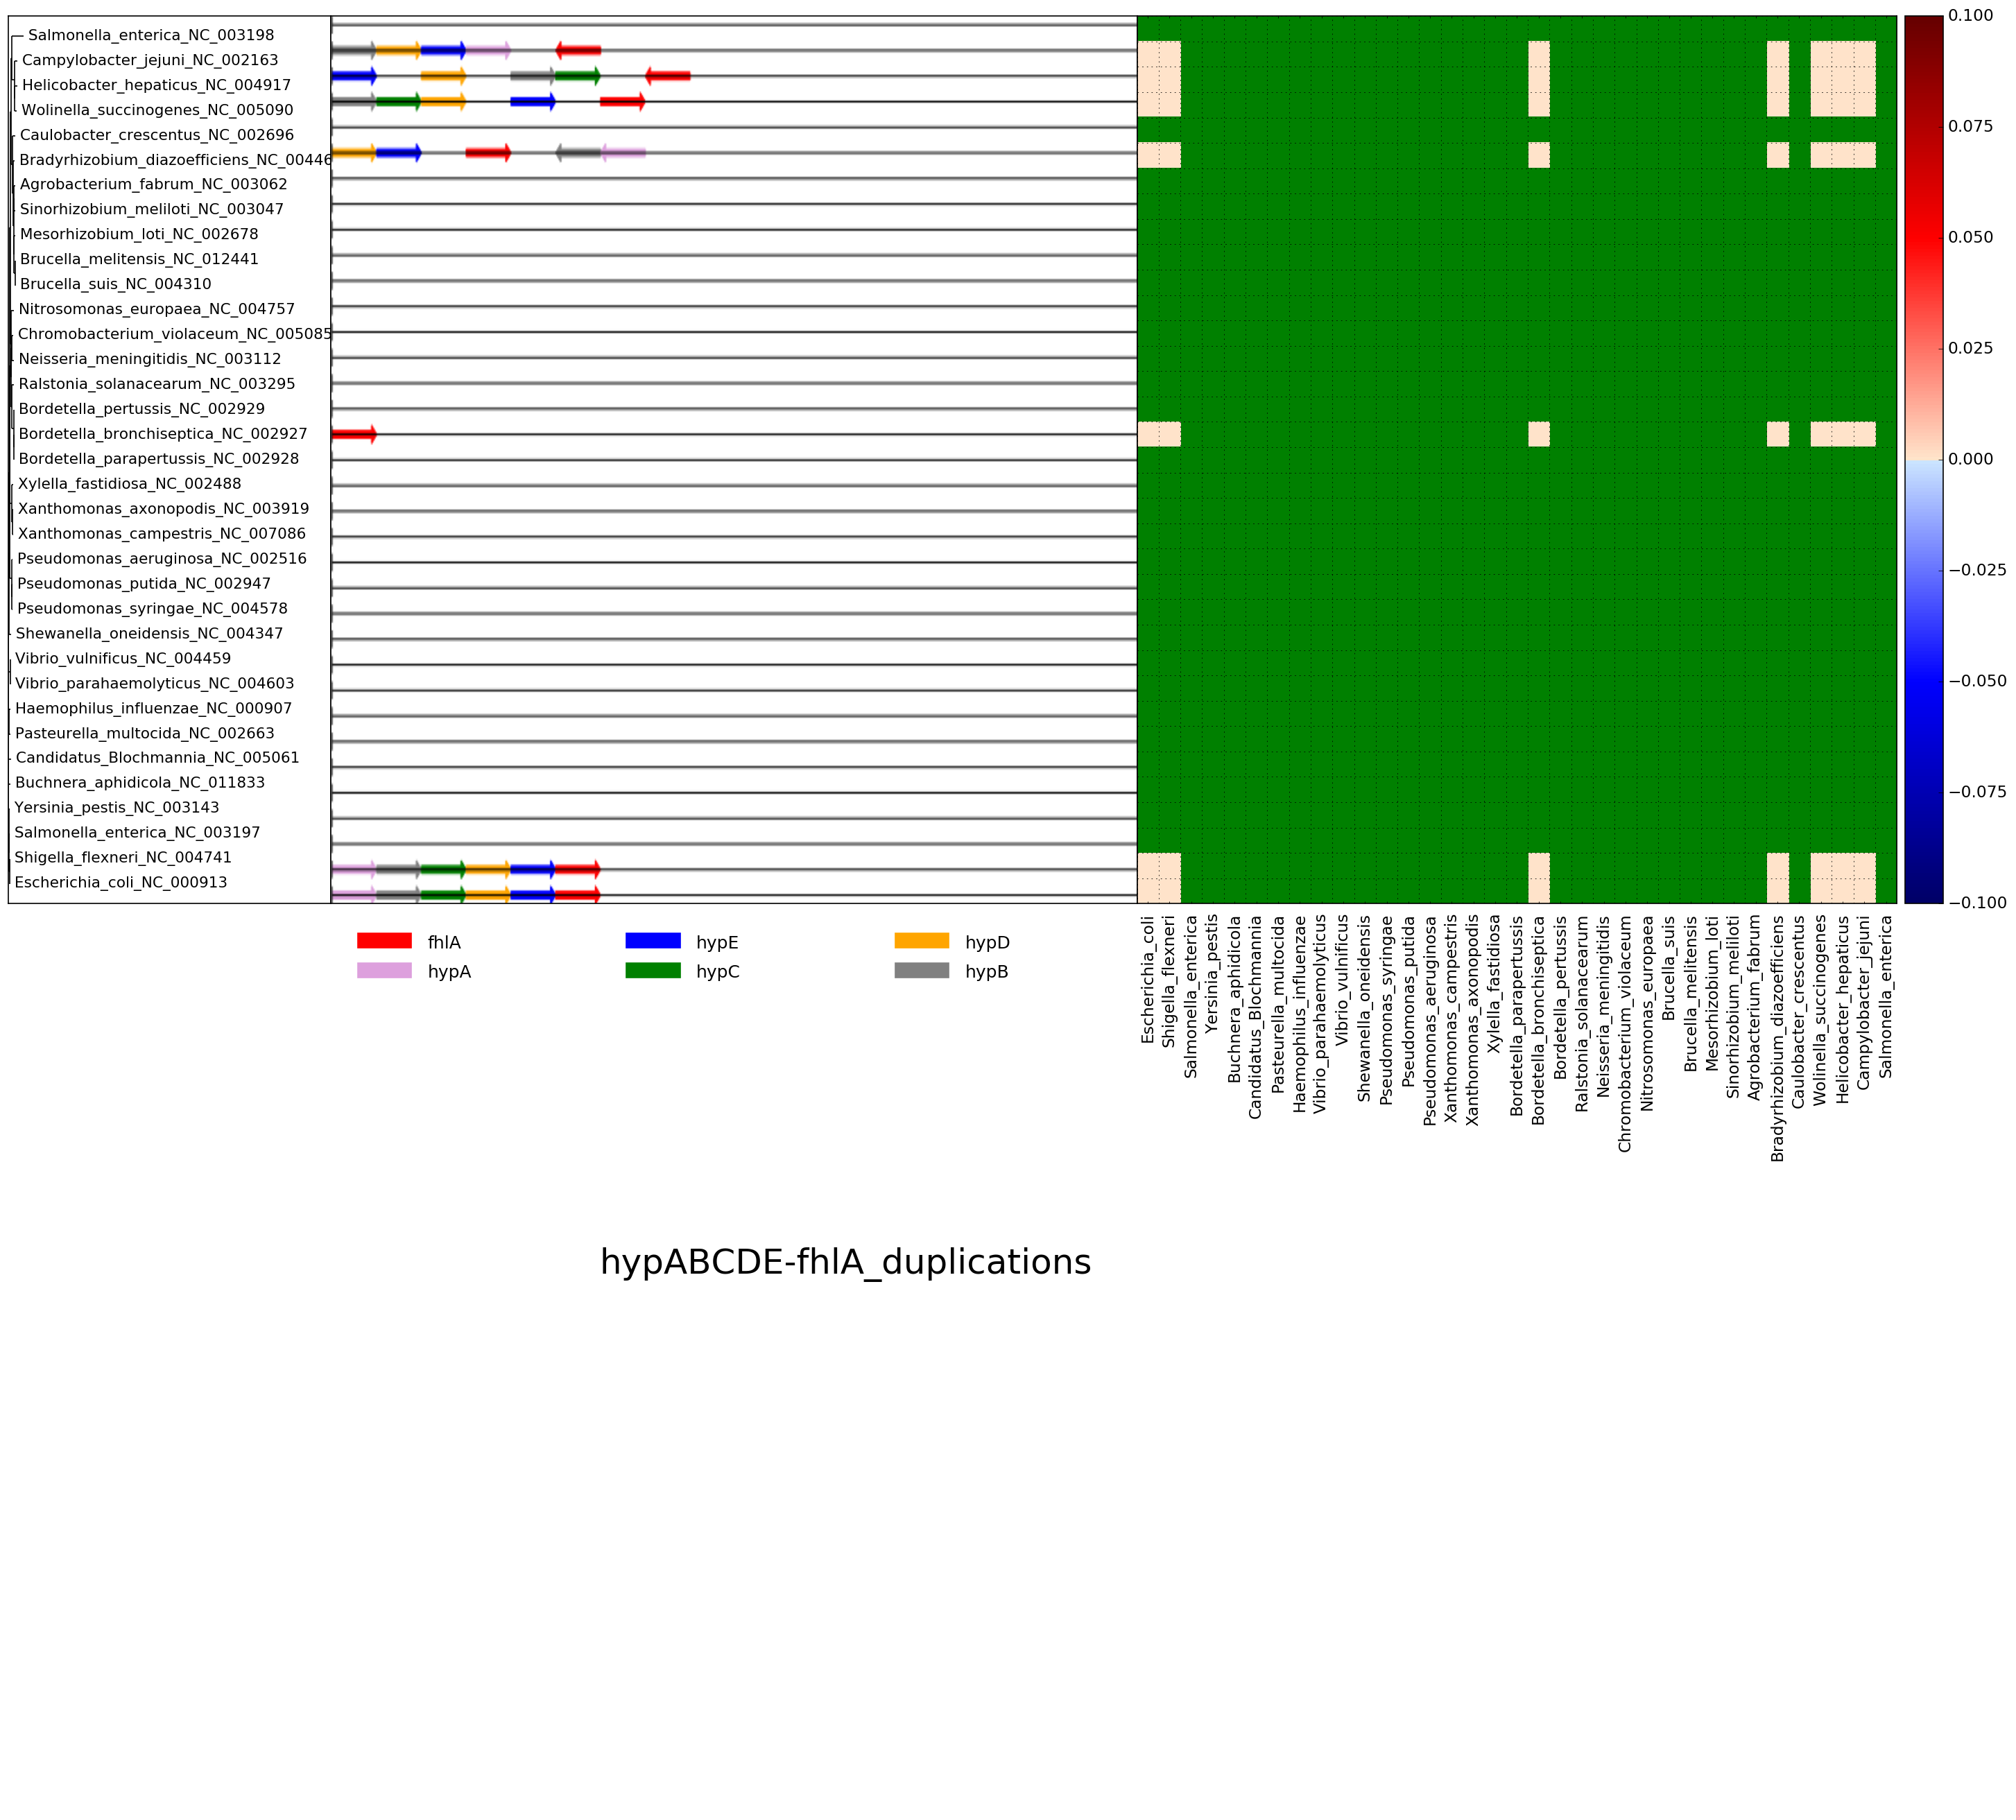 Salmonella_enterica_NC_003198
Campylobacter_jejuni_NC_002163
Helicobacter_hepaticus_NC_004917
Wolinella_succinogenes_NC_005090
Caulobacter_crescentus_NC_002696
Bradyrhizobium_diazoefficiens_NC_00446
Agrobacterium_fabrum_NC_003062
Sinorhizobium_meliloti_NC_003047
Mesorhizobium_loti_NC_002678
Brucella_melitensis_NC_012441
Brucella_suis_NC_004310
Nitrosomonas_europaea_NC_004757
Chromobacterium_violaceum_NC_005085
Neisseria_meningitidis_NC_003112
Ralstonia_solanacearum_NC_003295
Bordetella_pertussis_NC_002929
Bordetella_bronchiseptica_NC_002927
Bordetella_parapertussis_NC_002928
Xylella_fastidiosa_NC_002488
Xanthomonas_axonopodis_NC_003919
Xanthomonas_campestris_NC_007086
Pseudomonas_aeruginosa_NC_002516
Pseudomonas_putida_NC_002947
Pseudomonas_syringae_NC_004578
Shewanella_oneidensis_NC_004347
Vibrio_vulnificus_NC_004459
Vibrio_parahaemolyticus_NC_004603
Haemophilus_influenzae_NC_000907
Pasteurella_multocida_NC_002663
Candidatus_Blochmannia_NC_005061
Buchnera_aphidicola_NC_011833
Yersinia_pestis_NC_003143
Salmonella_enterica_NC_003197
Shigella_flexneri_NC_004741
Escherichia_coli_NC_000913
0.100
0.075
0.050
0.025
0.000
−0.025
−0.050
−0.075
−0.100
fhlA
hypE
hypD
hypA
hypC
hypB
Escherichia_coli
Shigella_flexneri
Salmonella_enterica
Yersinia_pestis
Buchnera_aphidicola
Candidatus_Blochmannia
Pasteurella_multocida
Haemophilus_influenzae
Vibrio_parahaemolyticus
Vibrio_vulnificus
Shewanella_oneidensis
Pseudomonas_syringae
Pseudomonas_putida
Pseudomonas_aeruginosa
Xanthomonas_campestris
Xanthomonas_axonopodis
Xylella_fastidiosa
Bordetella_parapertussis
Bordetella_bronchiseptica
Bordetella_pertussis
Ralstonia_solanacearum
Neisseria_meningitidis
Chromobacterium_violaceum
Nitrosomonas_europaea
Brucella_suis
Brucella_melitensis
Mesorhizobium_loti
Sinorhizobium_meliloti
Agrobacterium_fabrum
Bradyrhizobium_diazoefficiens
Caulobacter_crescentus
Wolinella_succinogenes
Helicobacter_hepaticus
Campylobacter_jejuni
Salmonella_enterica
hypABCDE-fhlA_duplications